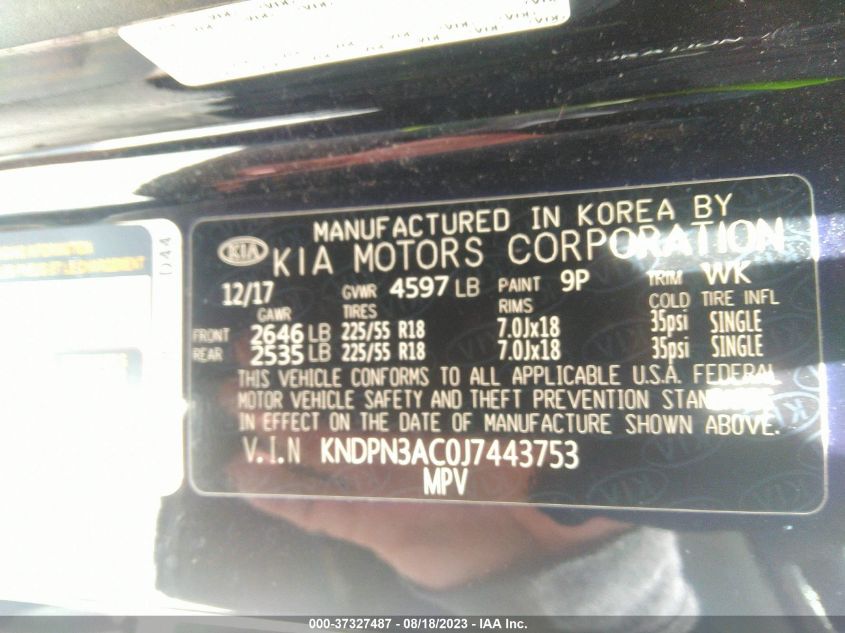 MANUFACTURED IN KOREA BY
KIA KIA MOTORS CORPORATION
12/17 GVWR 4597 LB PAINT 9P TRIM WK
GAWR TIRES RIMS COLD TIRE INFL
FRONT 2646 LB 225/55 R18 7.0Jx18 35psi SINGLE
REAR 2535 LB 225/55 R18 7.0Jx18 35psi SINGLE
THIS VEHICLE CONFORMS TO ALL APPLICABLE U.S.A. FEDERAL
MOTOR VEHICLE SAFETY AND THEFT PREVENTION
IN EFFECT ON THE DATE OF MANUFACTURE SHOWN ABOVE.
V.I.N KNDPN3AC0J7443753
MPV
D44
000-37327487 - 08/18/2023 - IAA Inc.